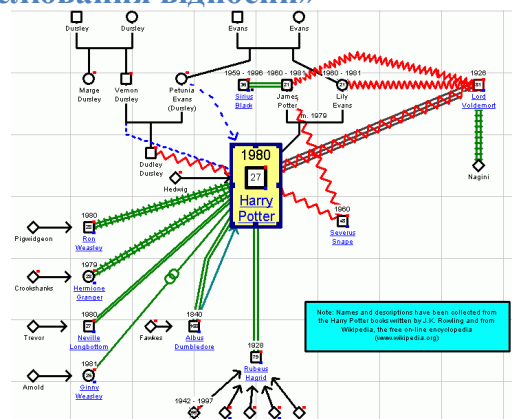 лювання відносин»
Dursley Dursley Evans Evans
1959 - 1996 1960 - 1981 1960 - 1981 1926
Marge Dursley
Vernon Dursley
Petunia Evans (Dursley)
Sirius Black
James Potter
Lily Evans
Lord Voldemort
m. 1979
Dudley Dursley
Hedwig
1980
27
Harry Potter
Nagini
1960
Severus Snape
1980
Pigwidgeon
Ron Weasley
1979
Crookshanks
Hermione Granger
1980
27
Trevor
Neville Longbottom
Fawkes
1840
Albus Dumbledore
1981
Arnold
Ginny Weasley
1928
Rubeus Hagrid
1942 - 1997
Note: Names and descriptions have been collected from
the Harry Potter books written by J.K. Rowling and from
Wikipedia, the free on-line encyclopedia
(www.wikipedia.org)